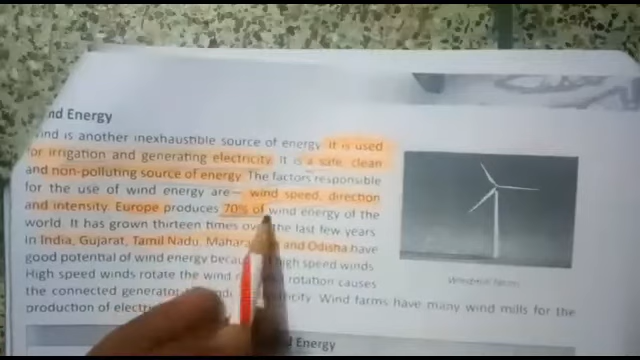 nd Energy
ind is another inexhaustible source of energy. It is used
for irrigation and generating electricity. It is a safe, clean
and non-polluting source of energy. The factors responsible
for the use of wind energy are— wind speed, direction
and intensity. Europe produces 70% of wind energy of the
world. It has grown thirteen times over the last few years
In India, Gujarat, Tamil Nadu, Mahara and Odisha have
good potential of wind energy becau high speed winds
High speed winds rotate the wind rotation causes
the connected generator icity. Wind farms have many wind mills for the
production of electri
Windmill farms
Energy